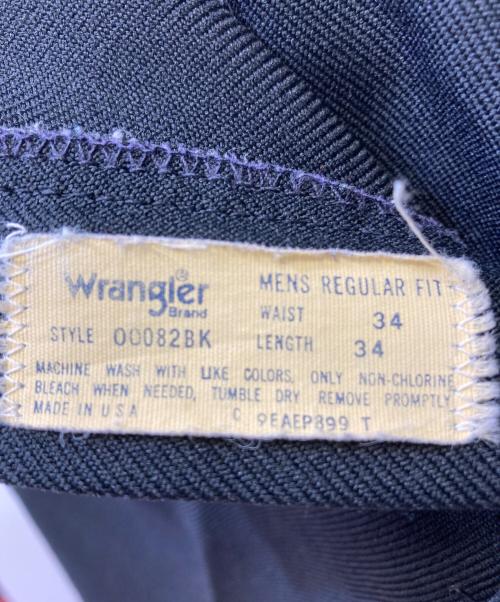 Wrangler® MENS REGULAR FIT
Brand WAIST 34
STYLE 00082BK LENGTH 34
MACHINE WASH WITH LIKE COLORS, ONLY NON-CHLORINE
BLEACH WHEN NEEDED, TUMBLE DRY REMOVE PROMPTLY
MADE IN U S A C 9EAEP899 T